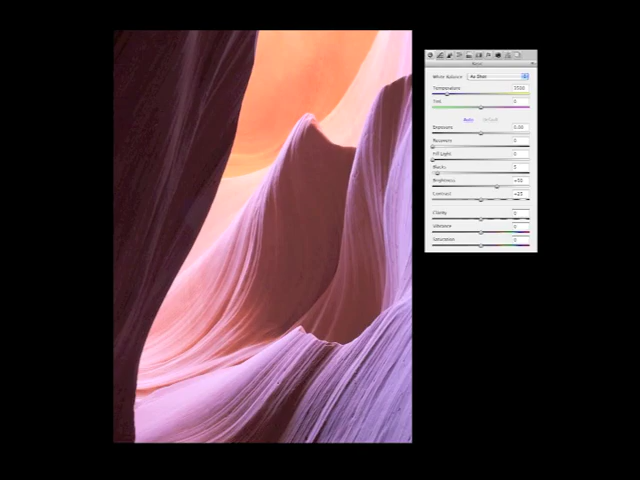 Basic
White Balance: As Shot
Temperature 5500
Tint 0
Auto Default
Exposure 0.00
Recovery 0
Fill Light 0
Blacks 5
Brightness +50
Contrast +25
Clarity 0
Vibrance 0
Saturation 0